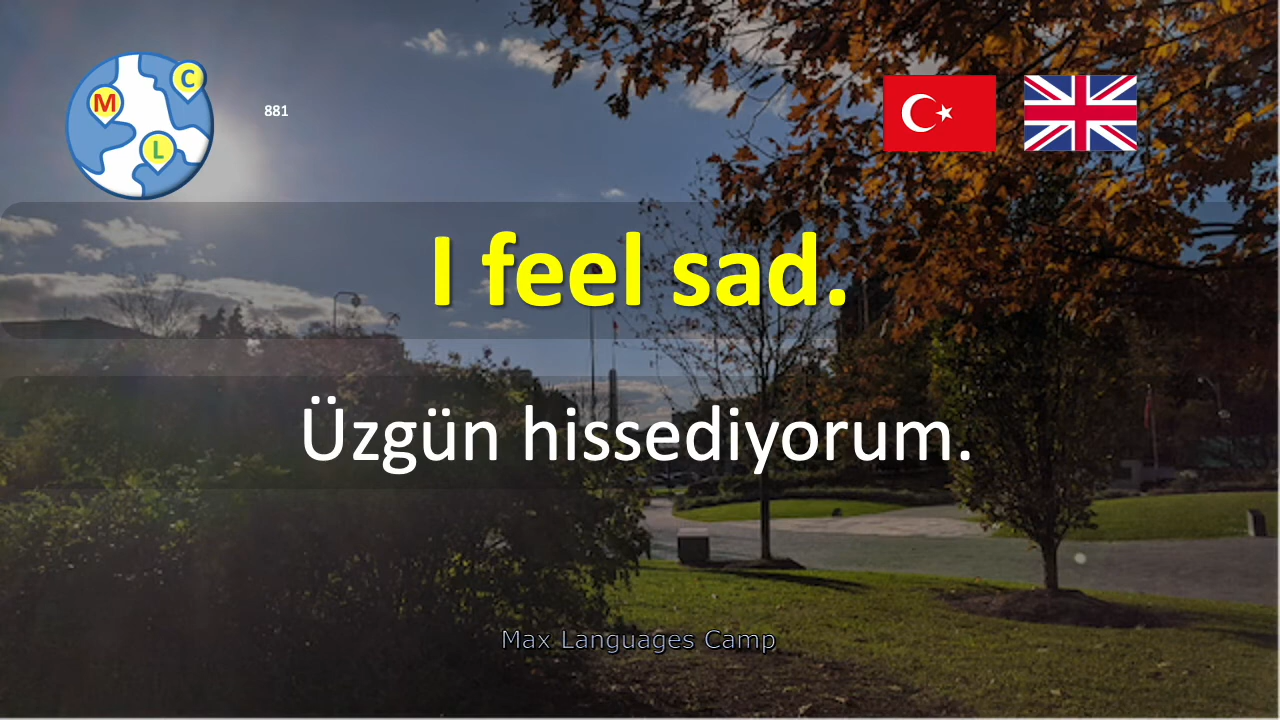 C
M
L
881
I feel sad.
Üzgün hissediyorum.
Max Languages Camp